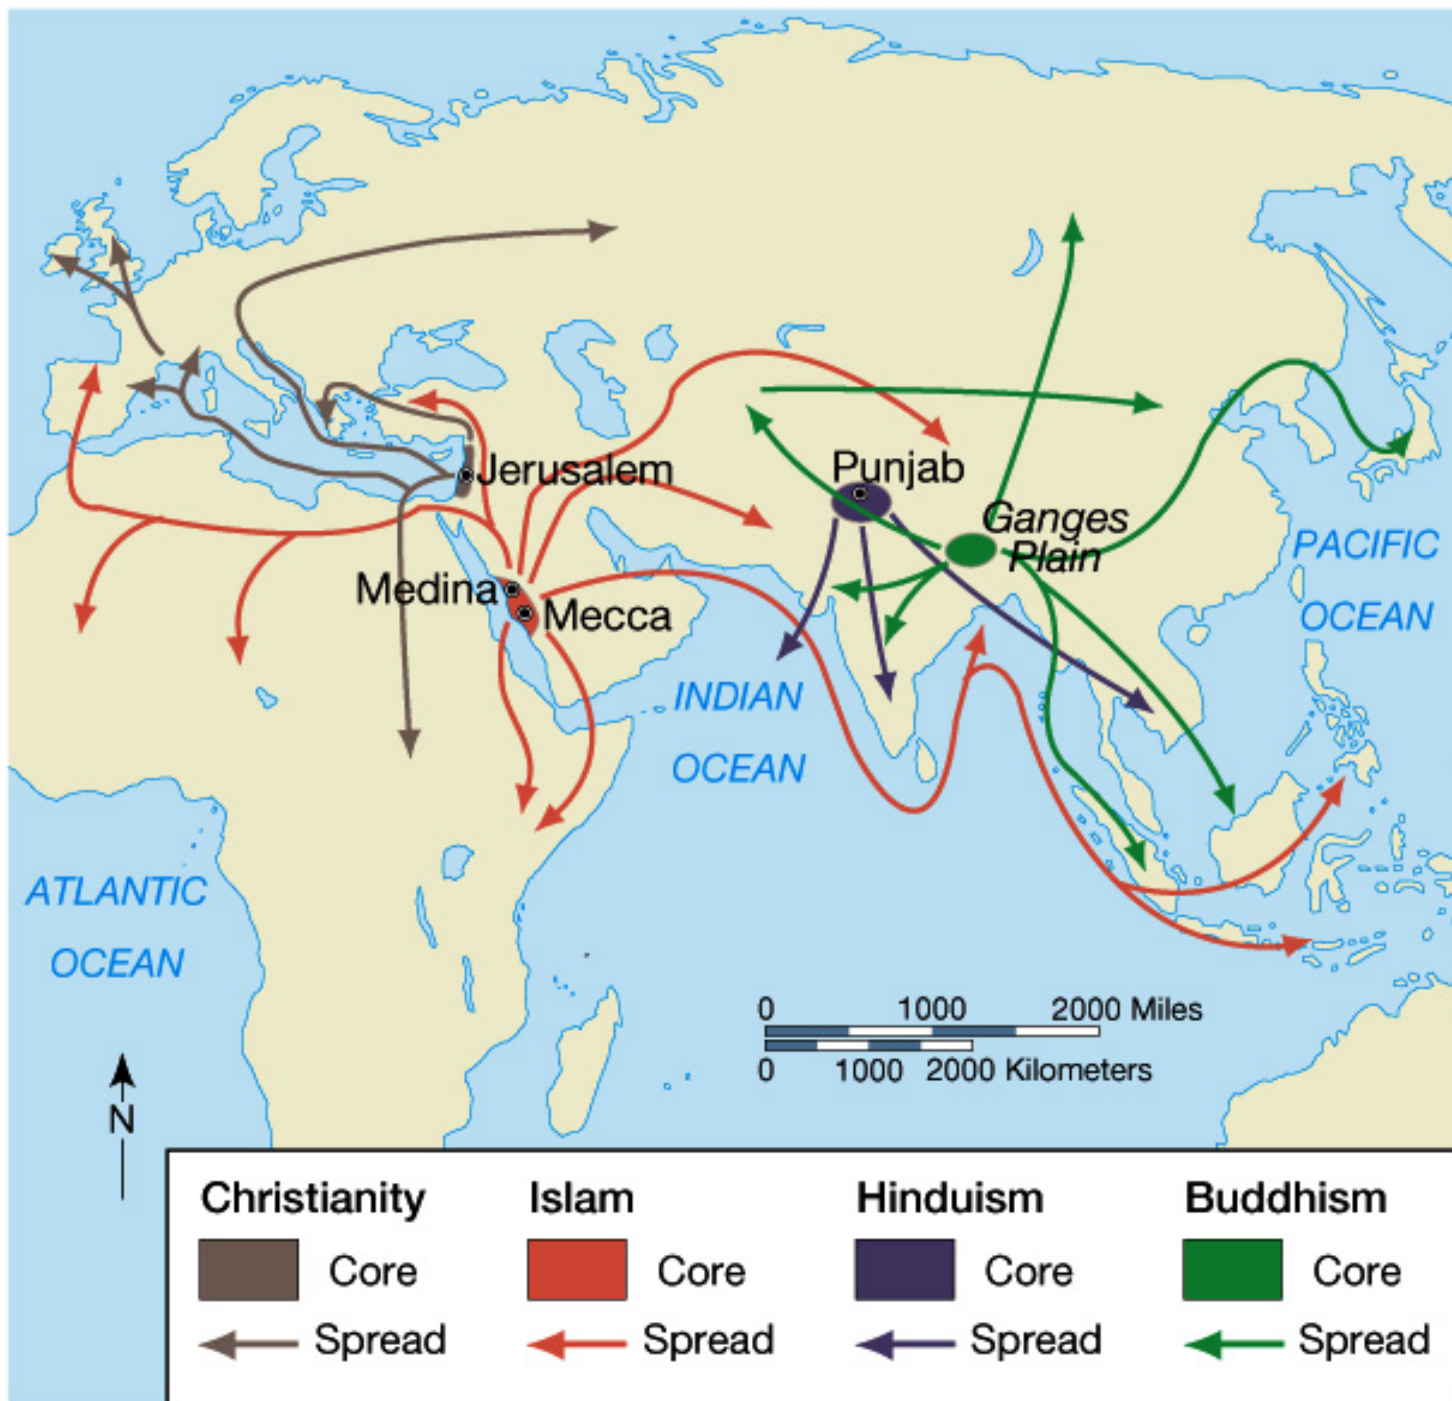 Jerusalem
Punjab
Ganges
Plain
PACIFIC
OCEAN
Medina
Mecca
INDIAN
OCEAN
ATLANTIC
OCEAN
0 1000 2000 Miles
0 1000 2000 Kilometers
N
Christianity Islam Hinduism Buddhism
Core Core Core Core
Spread Spread Spread Spread